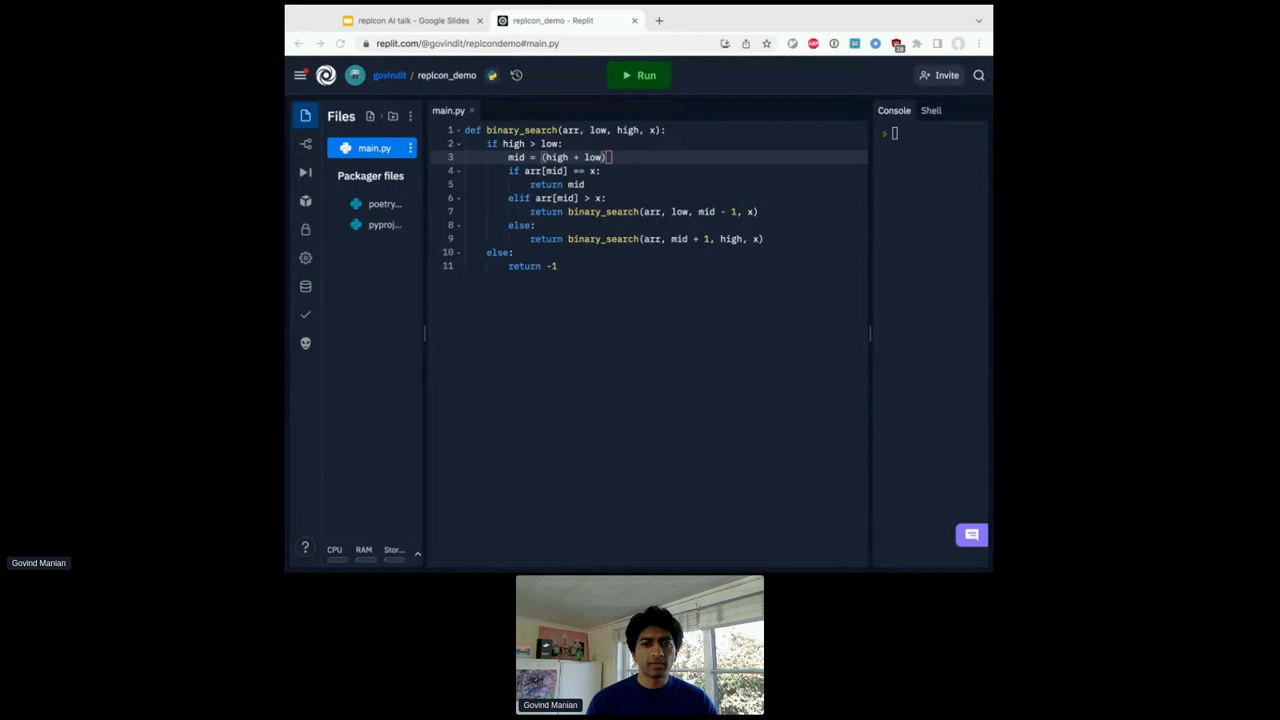 replcon AI talk - Google Slides
replcon_demo - Replit
replit.com/@govindit/replcondemo#main.py
govindit / replcon_demo
Run
Invite
Files
main.py
Packager files
poetry...
pyproj...
main.py
1 def binary_search(arr, low, high, x):
2 if high > low:
3 mid = (high + low)
4 if arr[mid] == x:
5 return mid
6 elif arr[mid] > x:
7 return binary_search(arr, low, mid - 1, x)
8 else:
9 return binary_search(arr, mid + 1, high, x)
10 else:
11 return -1
Console
Shell
>
CPU
RAM
Stor...
?
Govind Manian
Govind Manian